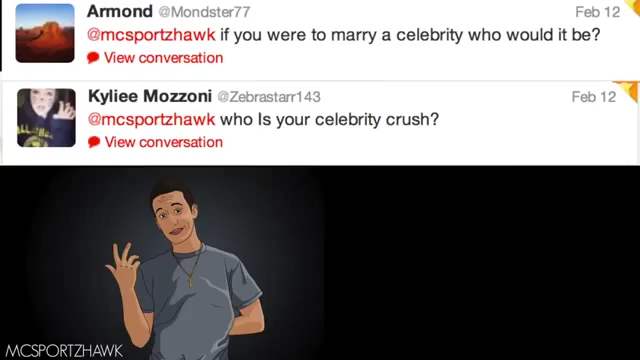 Armond @Mondster77 Feb 12
@mcsportzhawk if you were to marry a celebrity who would it be?
View conversation
Kyliee Mozzoni @Zebrastarr143 Feb 12
@mcsportzhawk who Is your celebrity crush?
View conversation
MCSPORTZHAWK